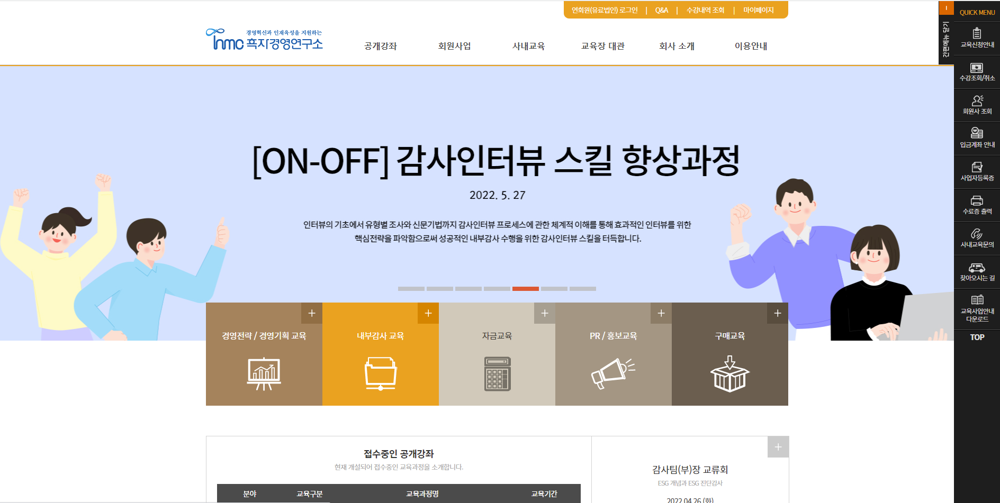 연회원(유료법인) 로그인 | Q&A | 수강내역 조회 | 마이페이지
경영혁신과 인재육성을 지원하는
hmc 흑자경영연구소
공개강좌 회원사업 사내교육 교육장 대관 회사 소개 이용안내
[ON-OFF] 감사인터뷰 스킬 향상과정
2022. 5. 27
인터뷰의 기초에서 유형별 조사와 신문기법까지 감사인터뷰 프로세스에 관한 체계적 이해를 통해 효과적인 인터뷰를 위한
핵심전략을 파악함으로써 성공적인 내부감사 수행을 위한 감사인터뷰 스킬을 터득합니다.
경영전략 / 경영기획 교육
내부감사 교육
자금교육
PR / 홍보교육
구매교육
접수중인 공개강좌
현재 개설되어 접수중인 교육과정을 소개합니다.
분야 교육구분 교육과정명 교육기간
감사팀(부)장 교류회
ESG 개념과 ESG 진단감사
2022.04.26 (화)
간편메뉴 닫기
QUICK MENU
교육신청안내
수강조회/취소
회원사 조회
입금계좌 안내
사업자등록증
수료증 출력
사내교육문의
찾아오시는 길
교육사업안내
다운로드
TOP